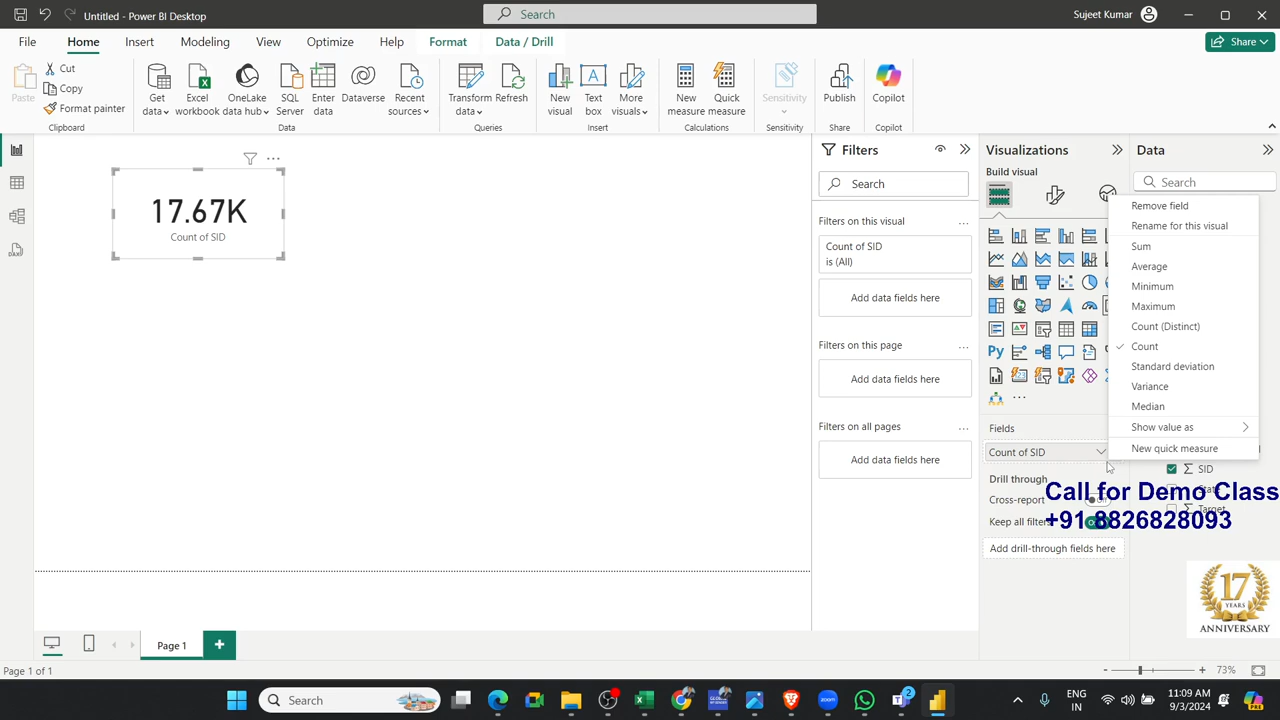 Untitled - Power BI Desktop
Search
Sujeet Kumar
File
Home
Insert
Modeling
View
Optimize
Help
Format
Data / Drill
Share
Paste
Cut
Copy
Format painter
Clipboard
Get data
Excel workbook
OneLake data hub
SQL Server
Enter data
Dataverse
Recent sources
Data
Transform data
Refresh
Queries
New visual
Text box
More visuals
Insert
New measure
Quick measure
Calculations
Sensitivity
Sensitivity
Publish
Share
Copilot
Copilot
17.67K
Count of SID
Filters
Search
Filters on this visual
Count of SID
is (All)
Add data fields here
Filters on this page
Add data fields here
Filters on all pages
Add data fields here
Visualizations
Build visual
Py
Fields
Count of SID
Drill through
Cross-report
Keep all filters
Add drill-through fields here
Data
Search
Remove field
Rename for this visual
Sum
Average
Minimum
Maximum
Count (Distinct)
Count
Standard deviation
Variance
Median
Show value as
New quick measure
SID
Target
Call for Demo Class
+91 8826828093
17
YEARS
ANNIVERSARY
Page 1
Page 1 of 1
73%
Search
2
ENG
IN
11:09 AM
9/3/2024